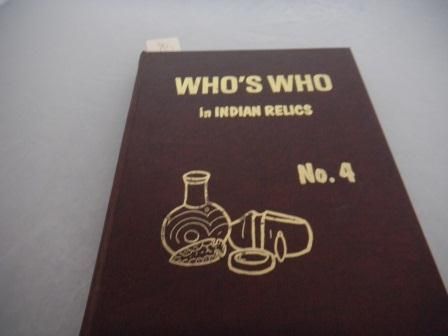 WHO'S WHO
in INDIAN RELICS
No. 4